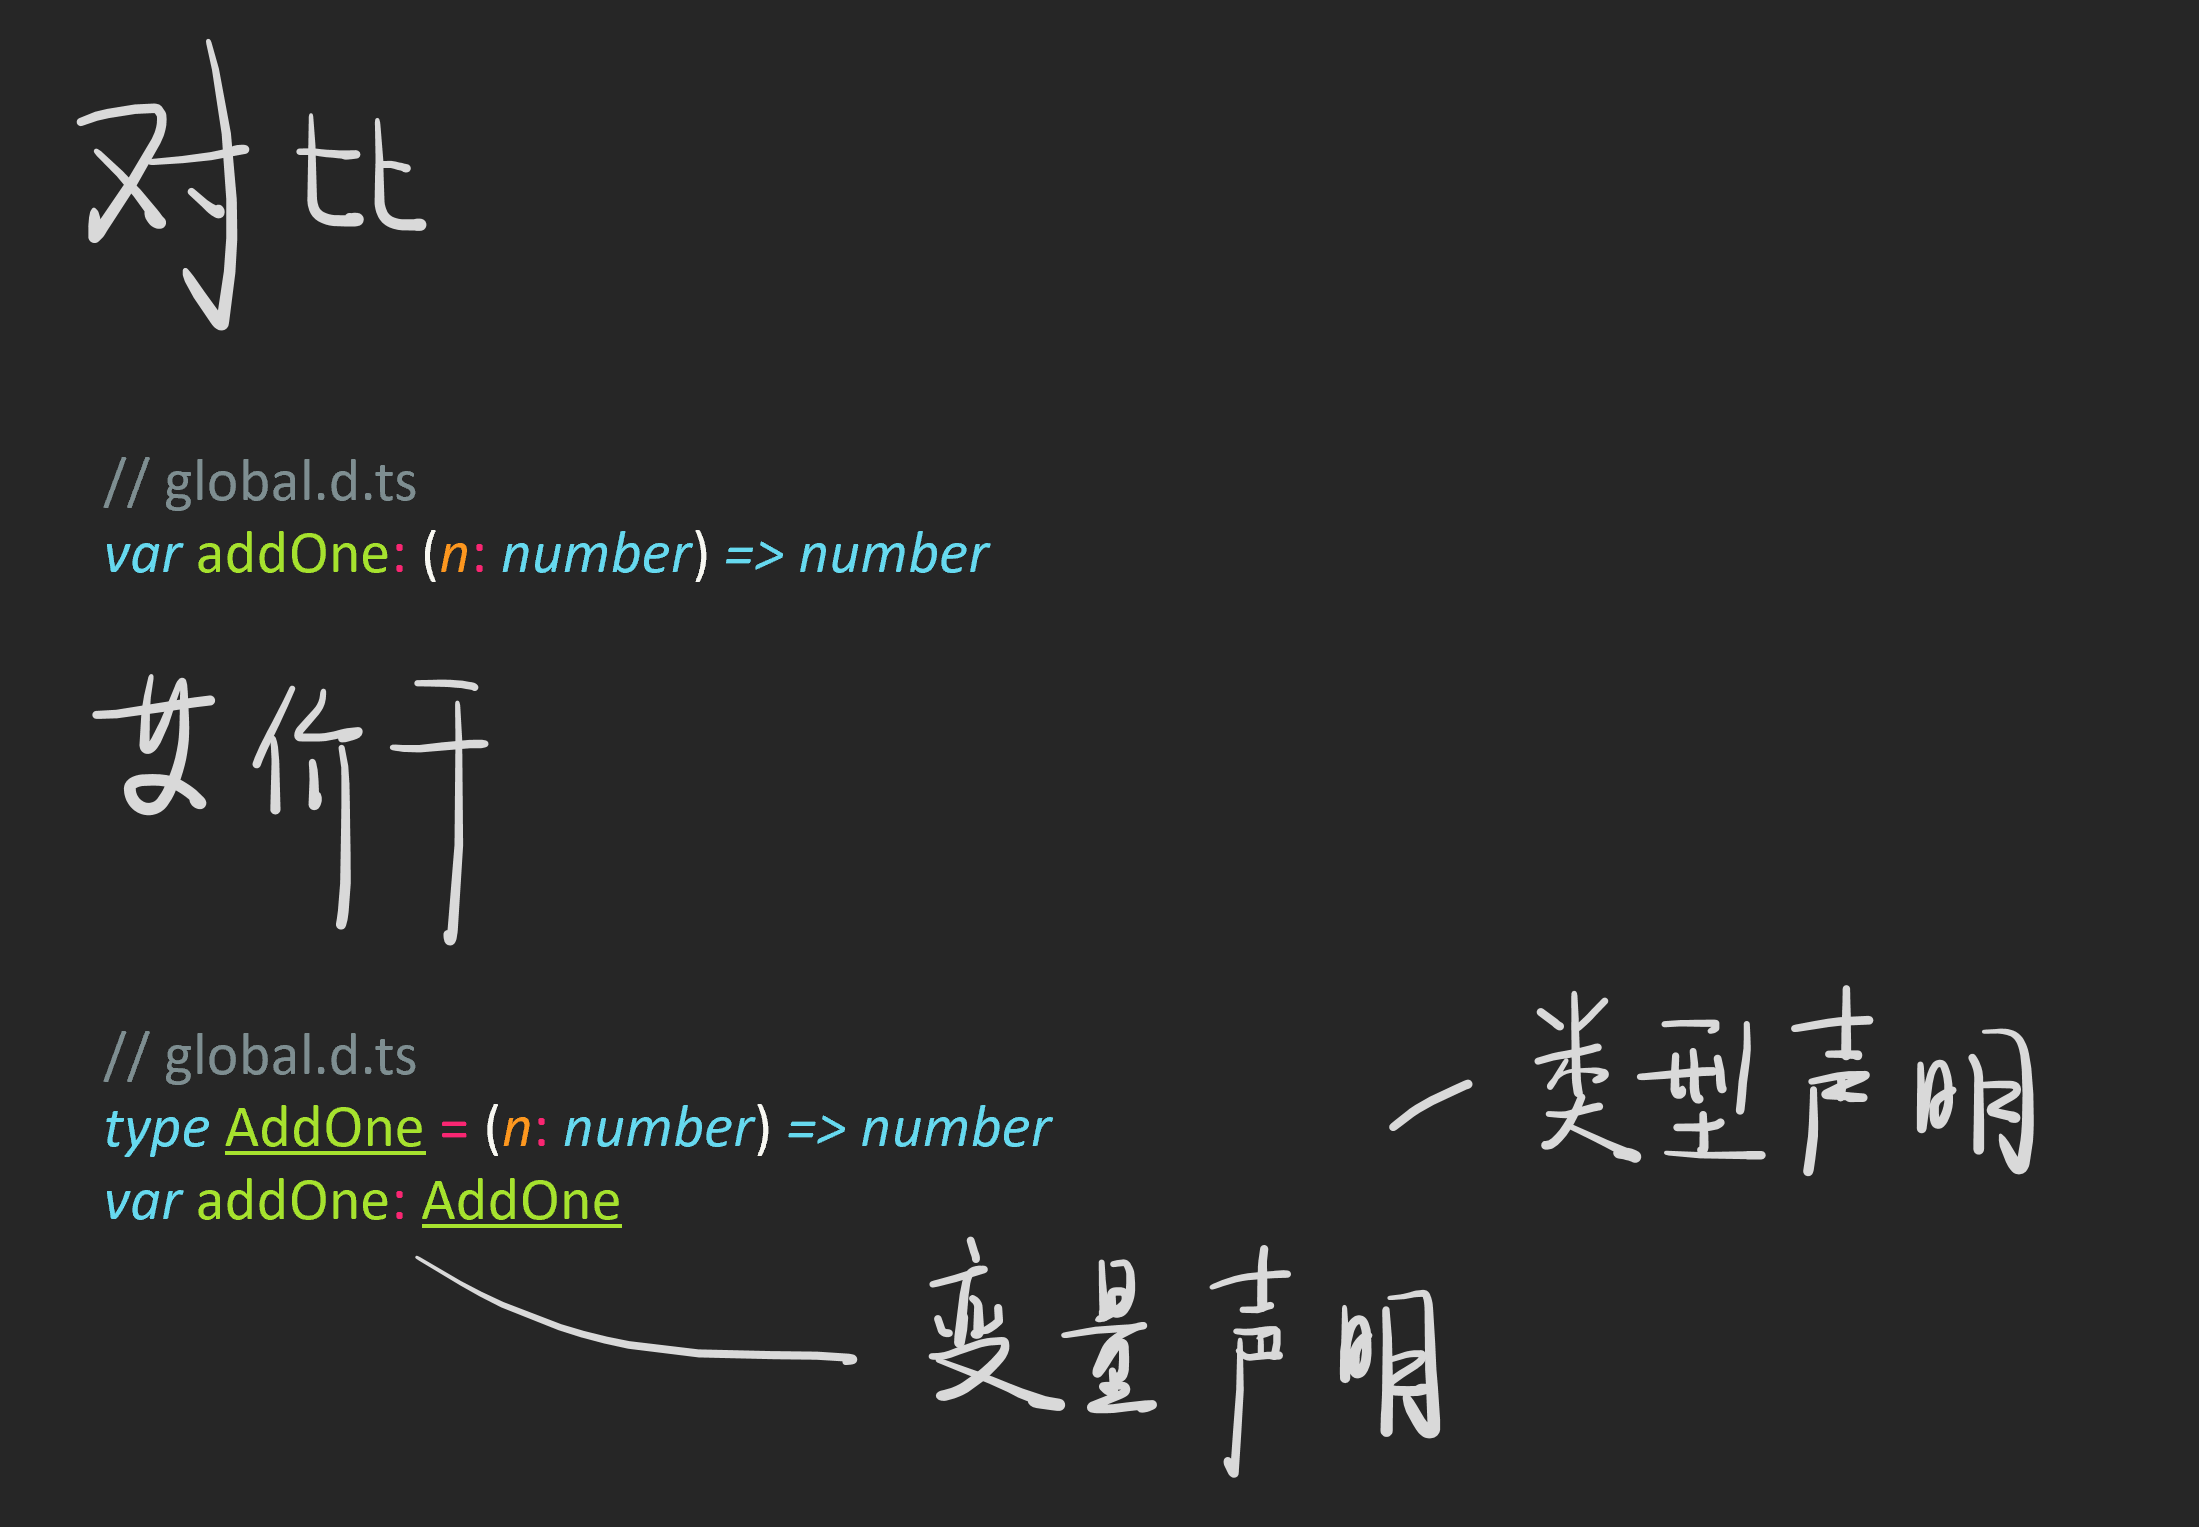 对比
// global.d.ts
var addOne: (n: number) => number
等价于
// global.d.ts
type AddOne = (n: number) => number
类型声明
var addOne: AddOne
变量声明